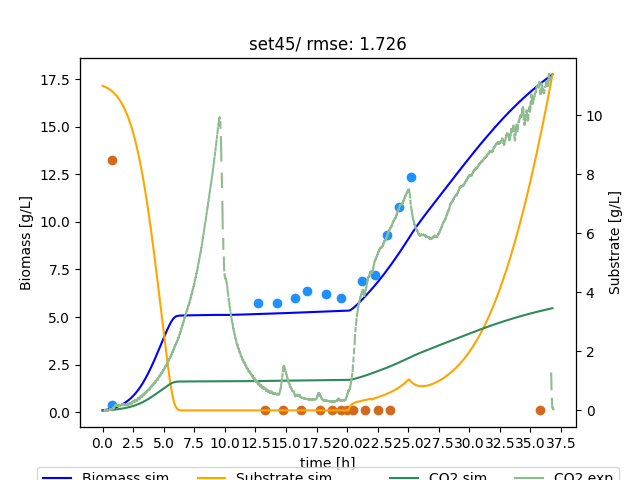 set45/ rmse: 1.726
17.5
15.0
12.5
10.0
7.5
5.0
2.5
0.0
Biomass [g/L]
10
8
6
4
2
0
Substrate [g/L]
0.0 2.5 5.0 7.5 10.0 12.5 15.0 17.5 20.0 22.5 25.0 27.5 30.0 32.5 35.0 37.5
time [h]
Biomass sim Substrate sim CO2 sim CO2 exp